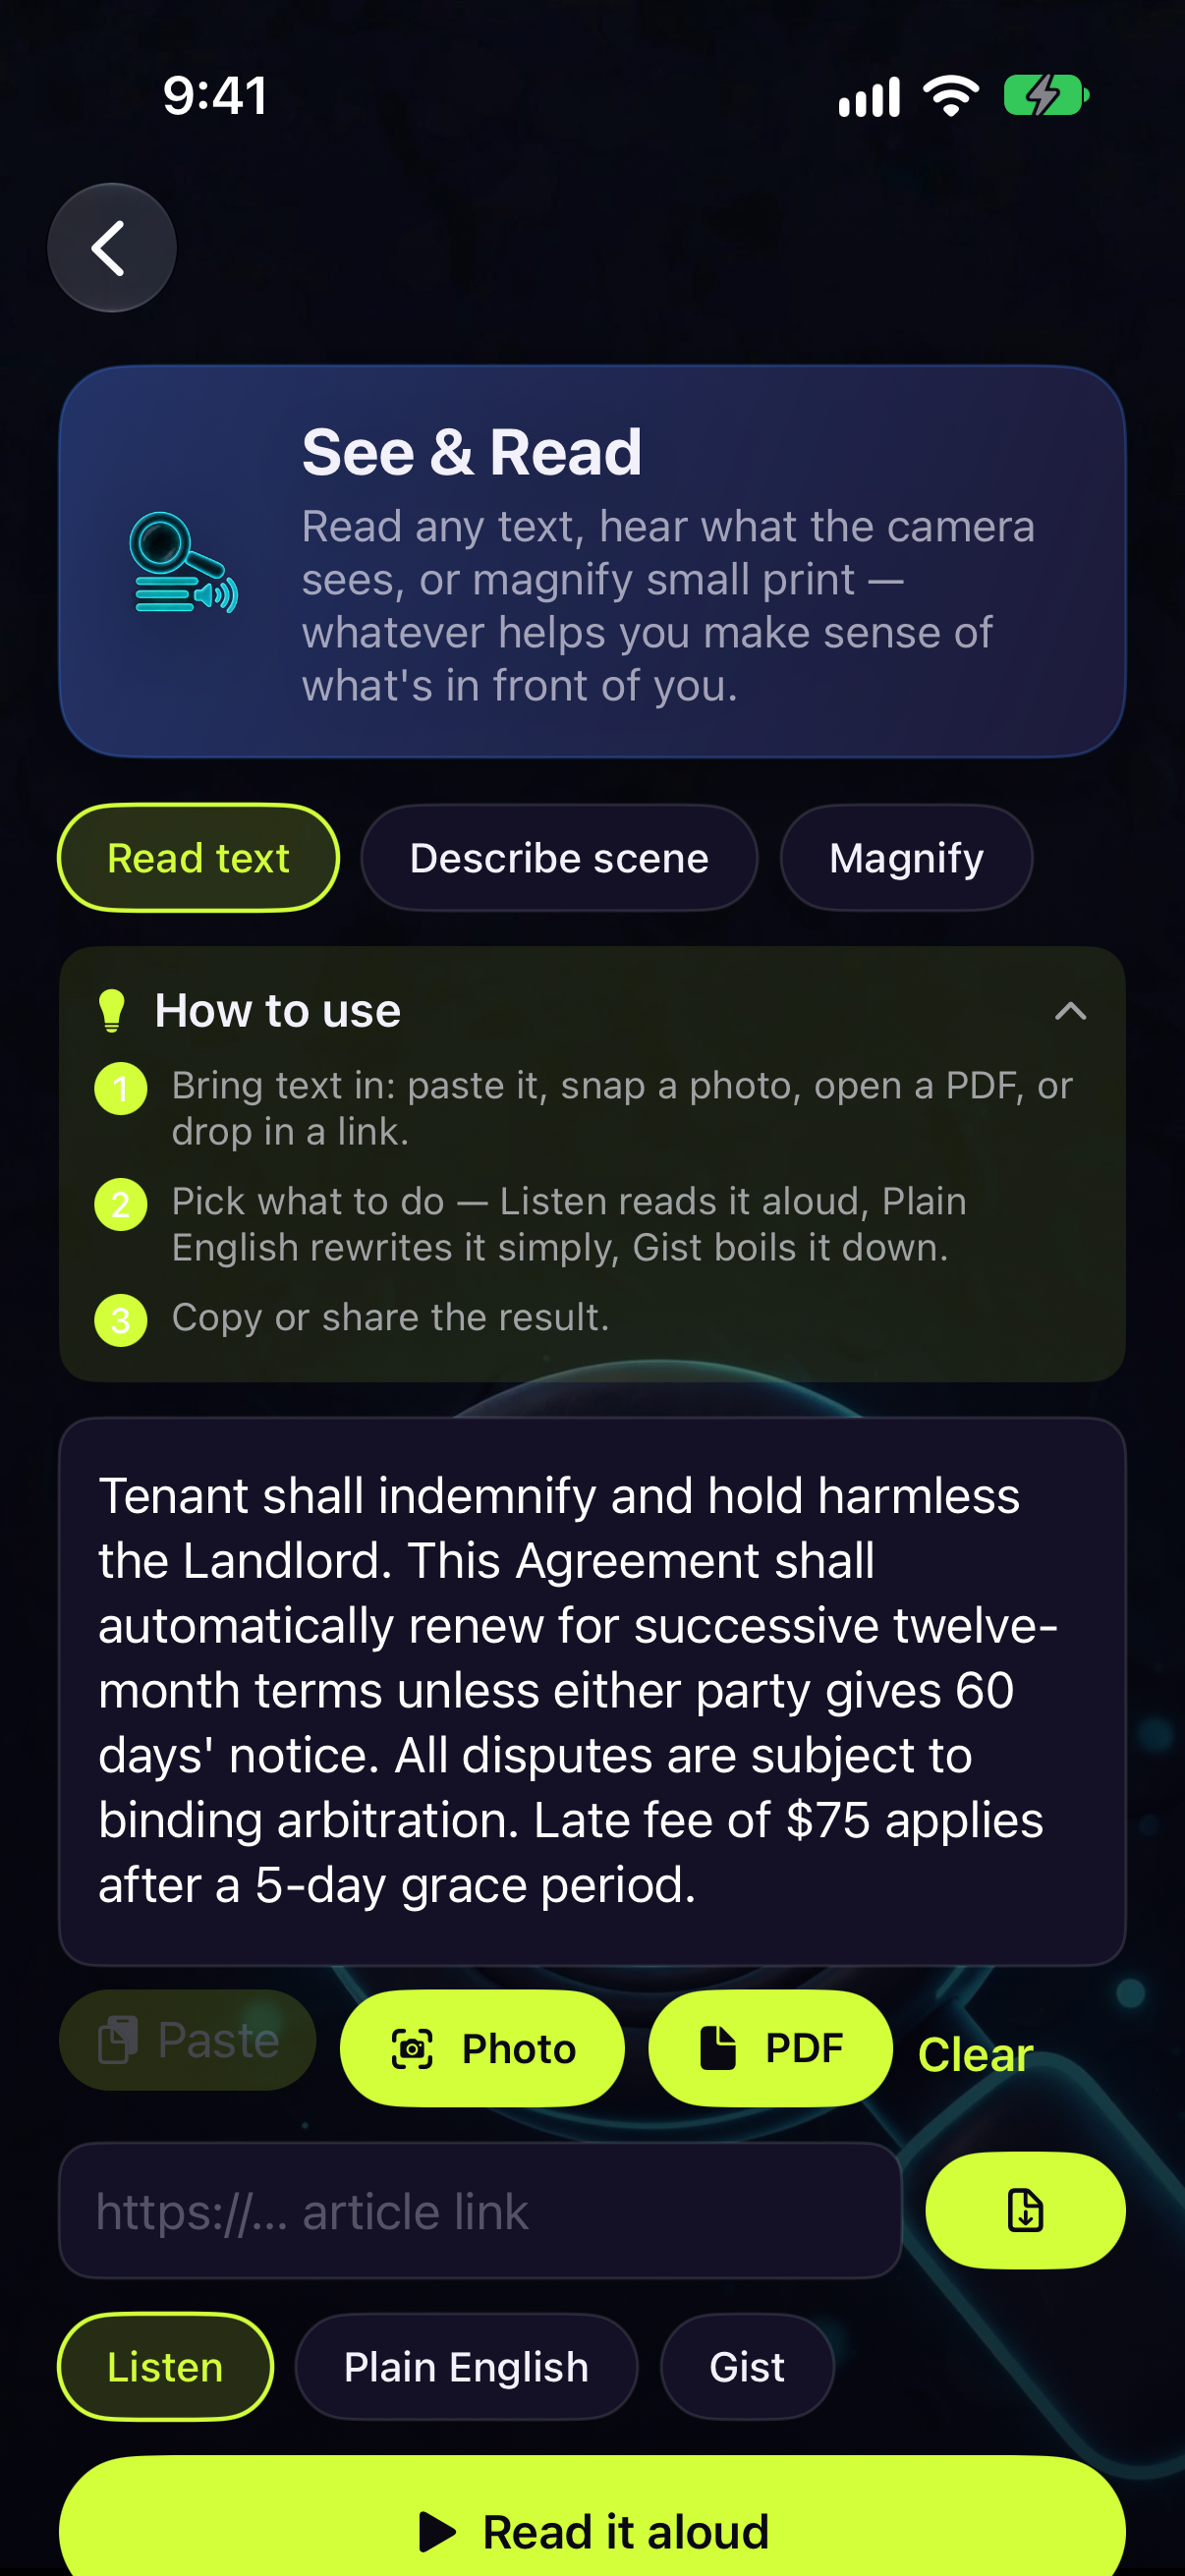 9:41
See & Read
Read any text, hear what the camera
sees, or magnify small print —
whatever helps you make sense of
what's in front of you.
Read text
Describe scene
Magnify
How to use
1 Bring text in: paste it, snap a photo, open a PDF, or
drop in a link.
2 Pick what to do — Listen reads it aloud, Plain
English rewrites it simply, Gist boils it down.
3 Copy or share the result.
Tenant shall indemnify and hold harmless
the Landlord. This Agreement shall
automatically renew for successive twelve-
month terms unless either party gives 60
days' notice. All disputes are subject to
binding arbitration. Late fee of $75 applies
after a 5-day grace period.
Paste
Photo
PDF
Clear
https://... article link
Listen
Plain English
Gist
Read it aloud